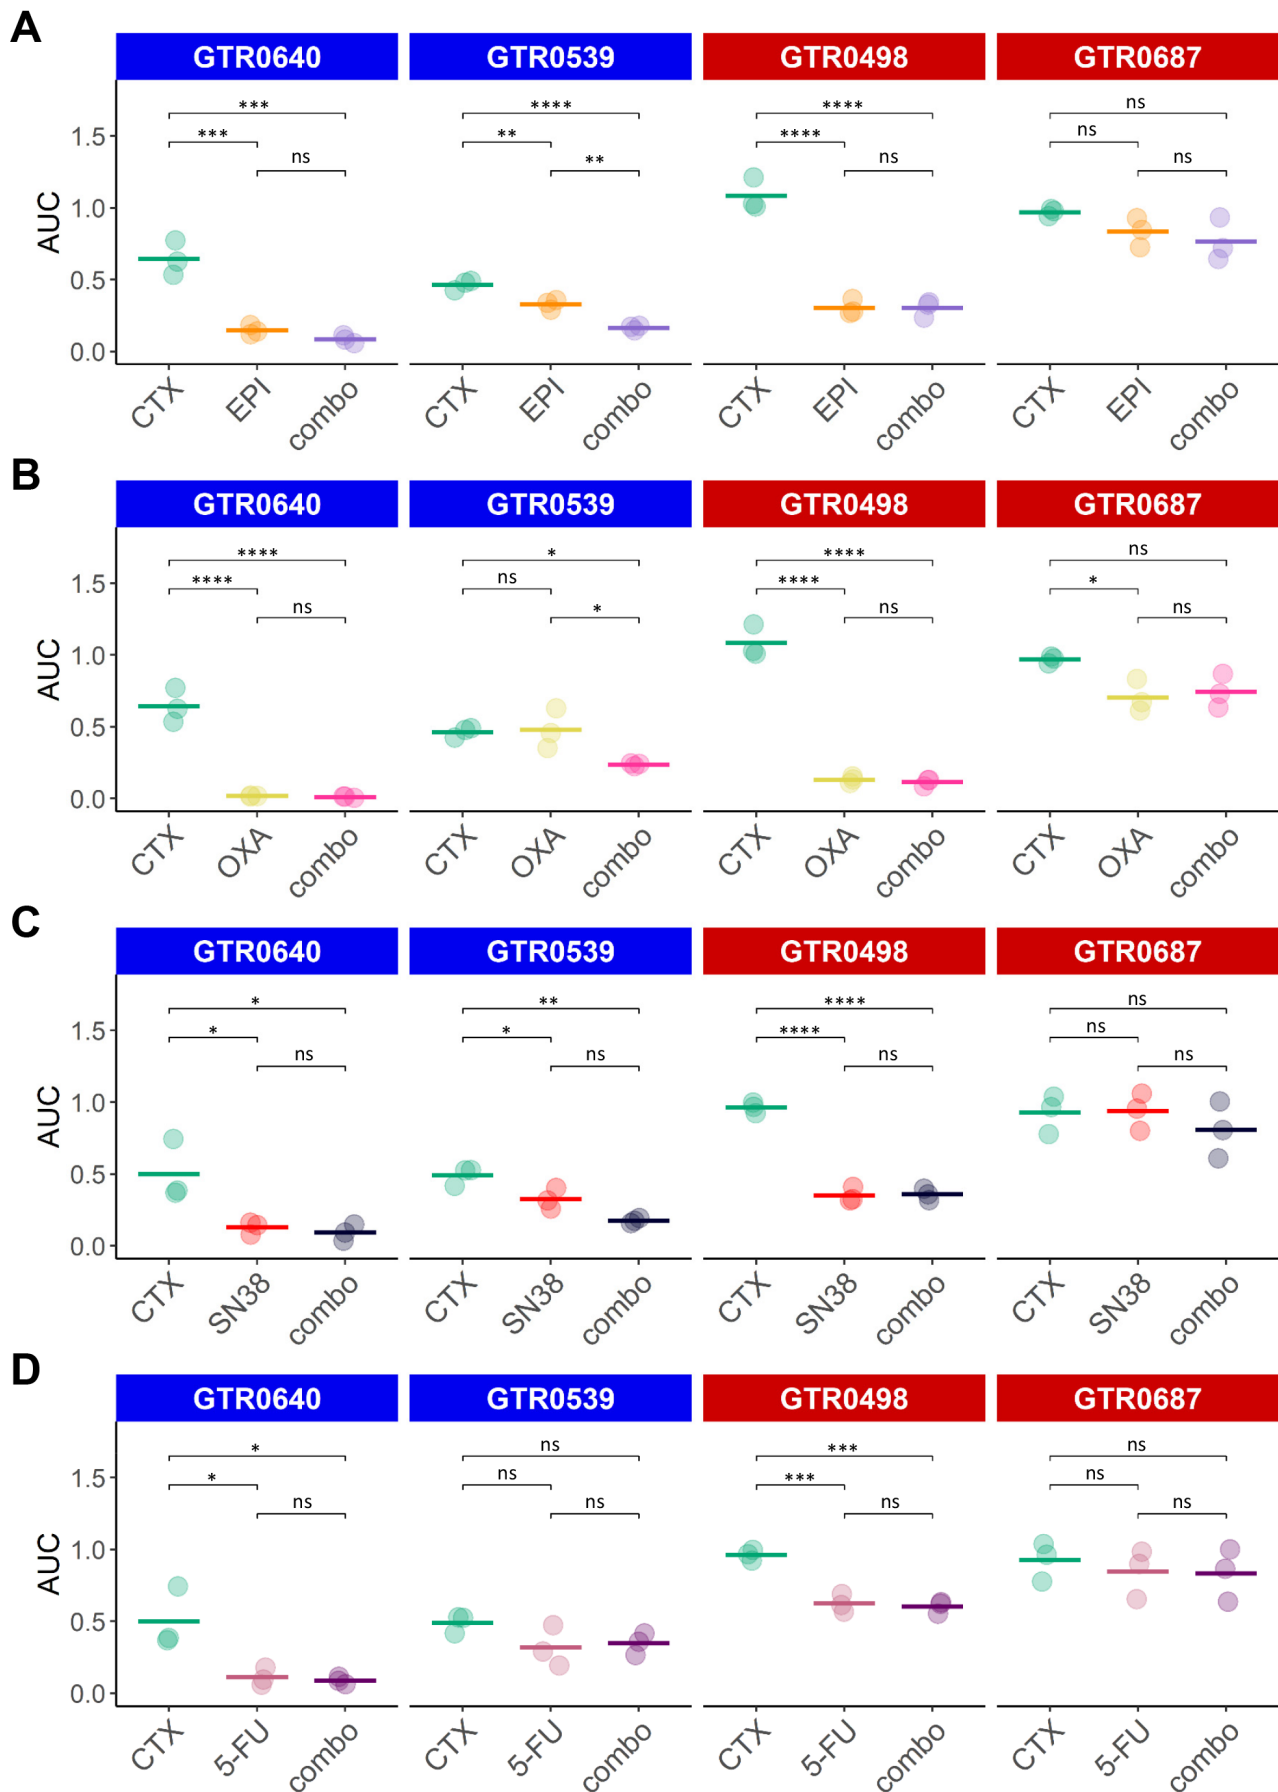 A
GTR0640 GTR0539 GTR0498 GTR0687
*** **** **** ns
*** ** **** ns
ns ** ns ns
AUC
1.5
1.0
0.5
0.0
CTX EPI combo CTX EPI combo CTX EPI combo CTX EPI combo
B
GTR0640 GTR0539 GTR0498 GTR0687
**** * **** ns
**** ns **** *
ns * ns ns
AUC
1.5
1.0
0.5
0.0
CTX OXA combo CTX OXA combo CTX OXA combo CTX OXA combo
C
GTR0640 GTR0539 GTR0498 GTR0687
* ** **** ns
* * **** ns
ns ns ns ns
AUC
1.5
1.0
0.5
0.0
CTX SN38 combo CTX SN38 combo CTX SN38 combo CTX SN38 combo
D
GTR0640 GTR0539 GTR0498 GTR0687
* ns *** ns
* ns *** ns
ns ns ns ns
AUC
1.5
1.0
0.5
0.0
CTX 5-FU combo CTX 5-FU combo CTX 5-FU combo CTX 5-FU combo